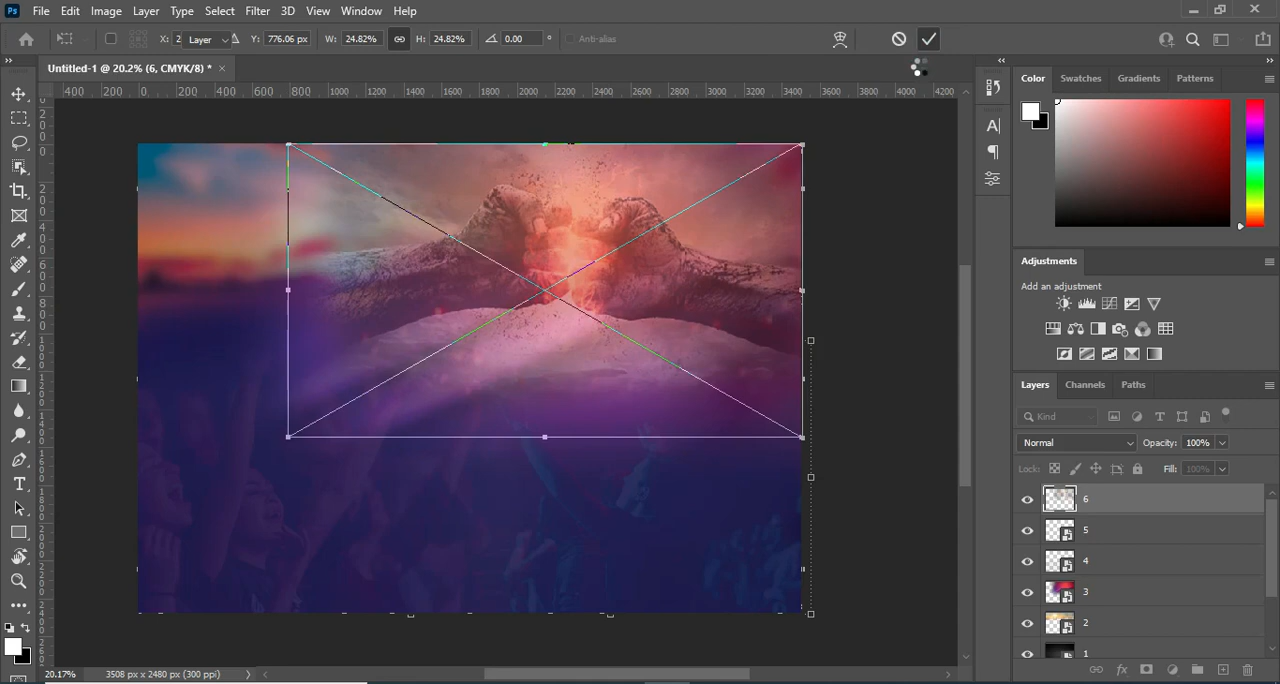 Ps File Edit Image Layer Type Select Filter 3D View Window Help
X: 2 Layer Y: 776.06 px W: 24.82% H: 24.82% 0.00 ° Anti-alias
Untitled-1 @ 20.2% (6, CMYK/8) * ×
400 200 0 200 400 600 800 1000 1200 1400 1600 1800 2000 2200 2400 2600 2800 3000 3200 3400 3600 3800 4000 4200
Color Swatches Gradients Patterns
Adjustments
Add an adjustment
Layers Channels Paths
Kind
Normal Opacity: 100%
Lock: Fill: 100%
6
5
4
3
2
1
20.17% 3508 px x 2480 px (300 ppi)